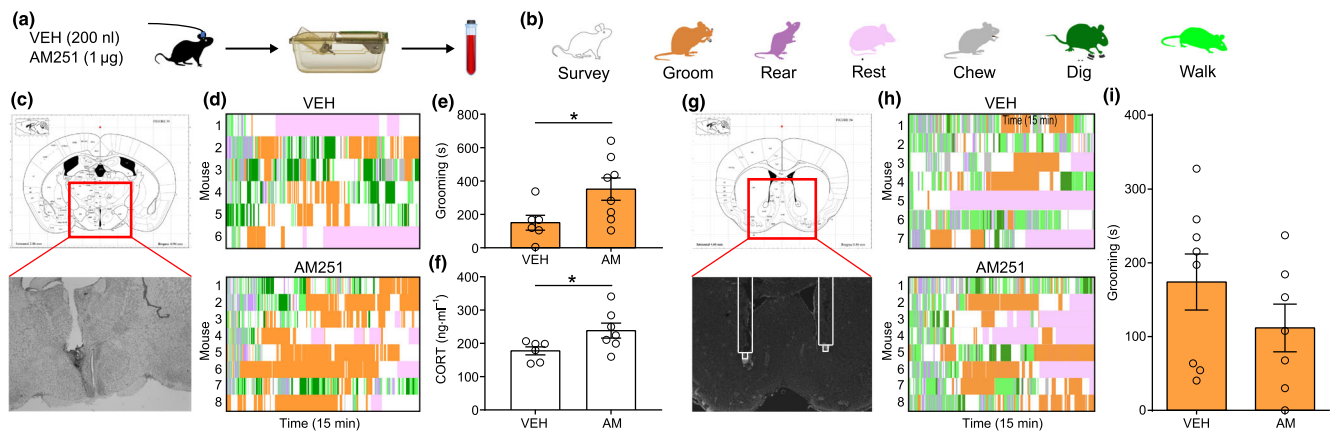 (a)
VEH (200 nl)
AM251 (1 µg)
(b)
Survey
Groom
Rear
Rest
Chew
Dig
Walk
(c)
(d)
VEH
Mouse
1
2
3
4
5
6
AM251
Mouse
1
2
3
4
5
6
7
8
Time (15 min)
(e)
Grooming (s)
800
600
400
200
0
*
VEH
AM
(f)
CORT (ng·ml⁻¹)
400
300
200
100
0
*
VEH
AM
(g)
(h)
VEH
Time (15 min)
Mouse
1
2
3
4
5
6
7
AM251
Mouse
1
2
3
4
5
6
7
8
Time (15 min)
(i)
Grooming (s)
400
300
200
100
0
VEH
AM